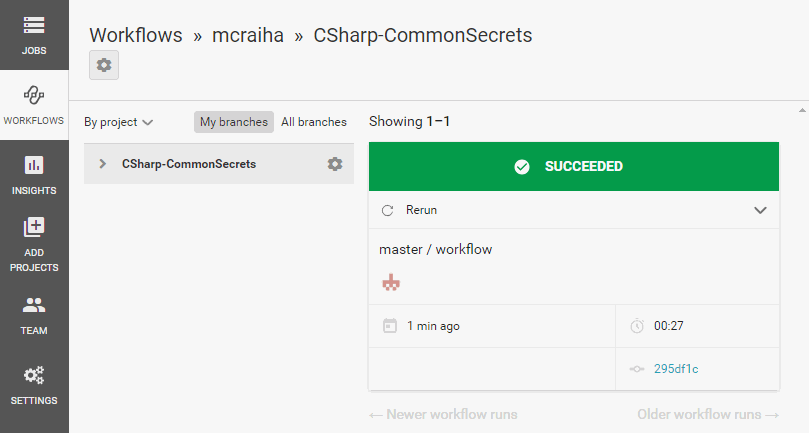 JOBS
WORKFLOWS
INSIGHTS
ADD
PROJECTS
TEAM
SETTINGS
Workflows » mcraiha » CSharp-CommonSecrets
By project
My branches
All branches
CSharp-CommonSecrets
Showing 1–1
SUCCEEDED
Rerun
master / workflow
1 min ago
00:27
295df1c
← Newer workflow runs
Older workflow runs →